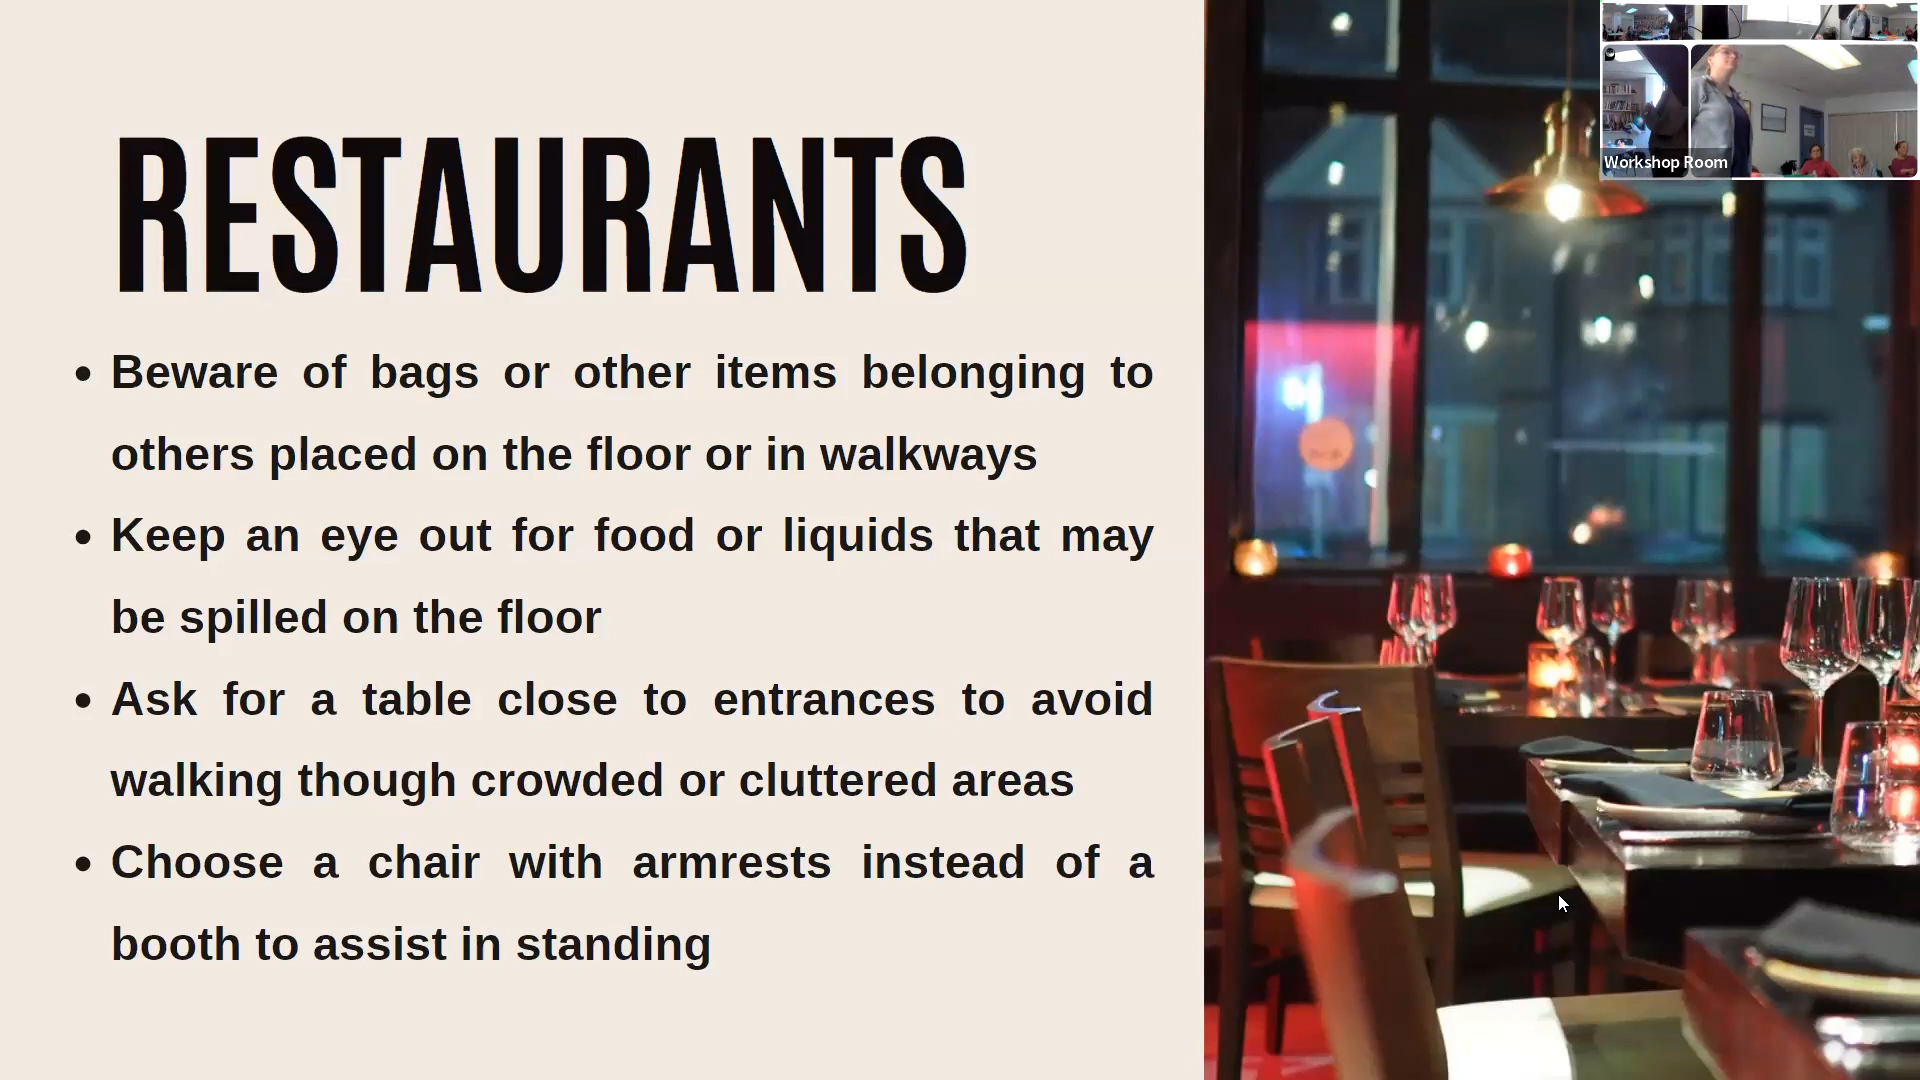 RESTAURANTS
Beware of bags or other items belonging to
others placed on the floor or in walkways
Keep an eye out for food or liquids that may
be spilled on the floor
Ask for a table close to entrances to avoid
walking though crowded or cluttered areas
Choose a chair with armrests instead of a
booth to assist in standing
Workshop Room